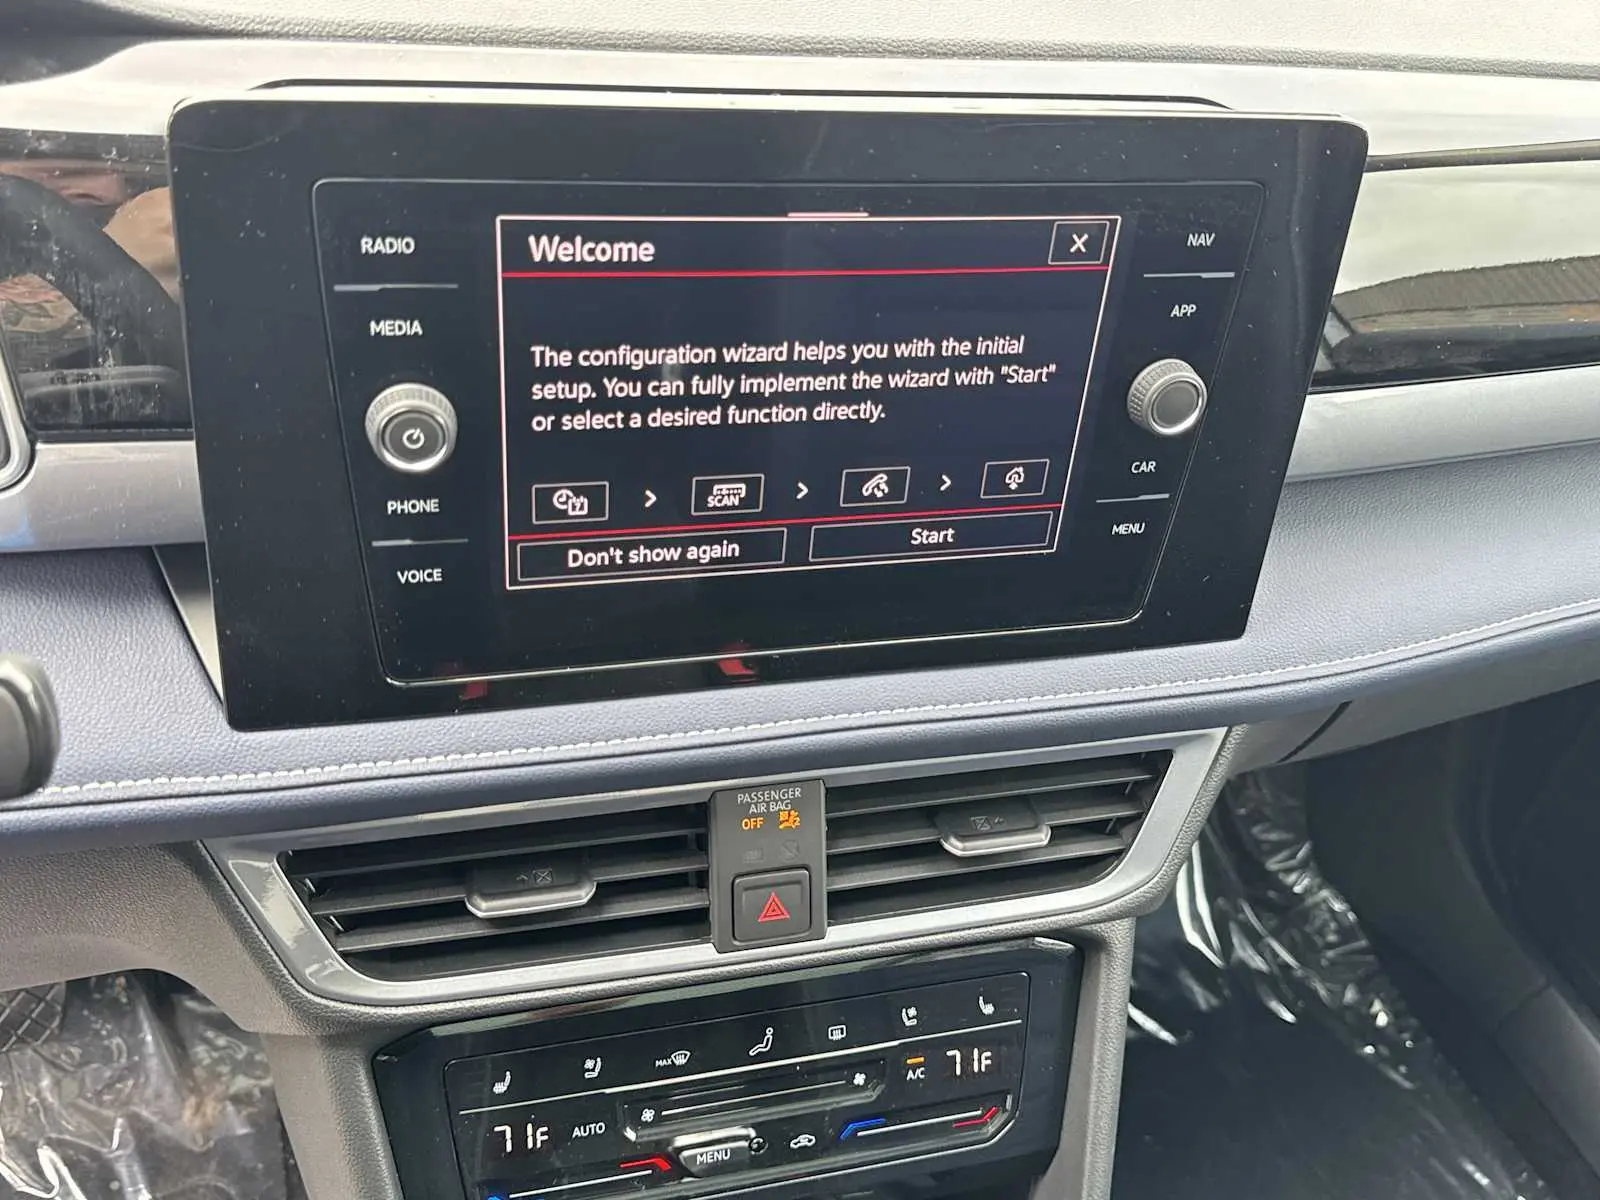 RADIO
MEDIA
PHONE
VOICE
Welcome
X
The configuration wizard helps you with the initial
setup. You can fully implement the wizard with "Start"
or select a desired function directly.
7
SCAN
Don't show again
Start
NAV
APP
CAR
MENU
PASSENGER
AIR BAG
OFF
2
MAX
A/C
71F
71F
AUTO
MENU